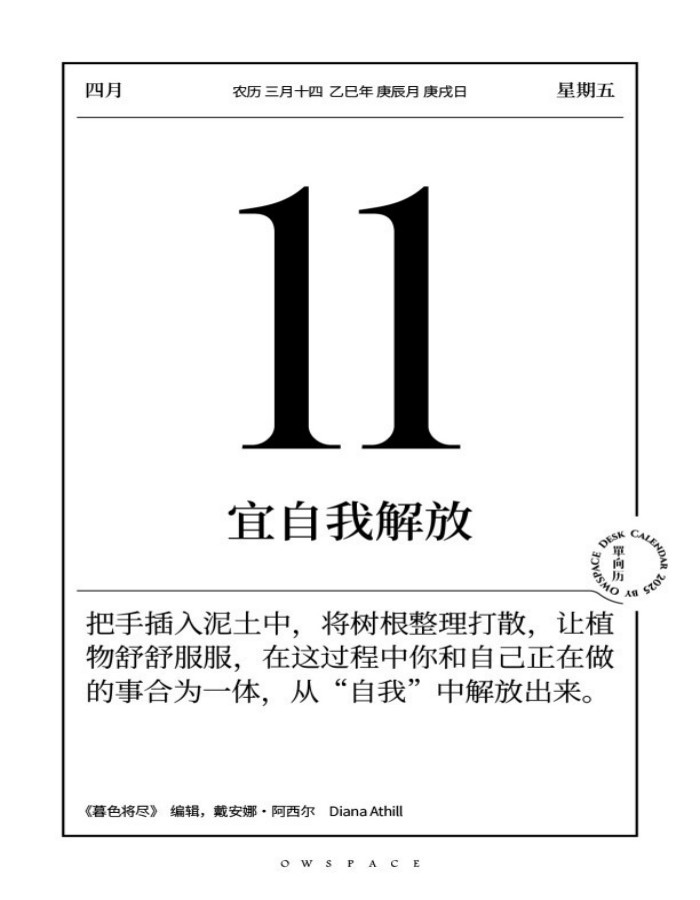 四月
农历 三月十四 乙巳年 庚辰月 庚戌日
星期五
11
宜自我解放
DESK CALENDAR 2025 BY OWSPACE
單向历
把手插入泥土中，将树根整理打散，让植
物舒舒服服，在这过程中你和自己正在做
的事合为一体，从“自我”中解放出来。
《暮色将尽》 编辑，戴安娜·阿西尔 Diana Athill
OWSPACE